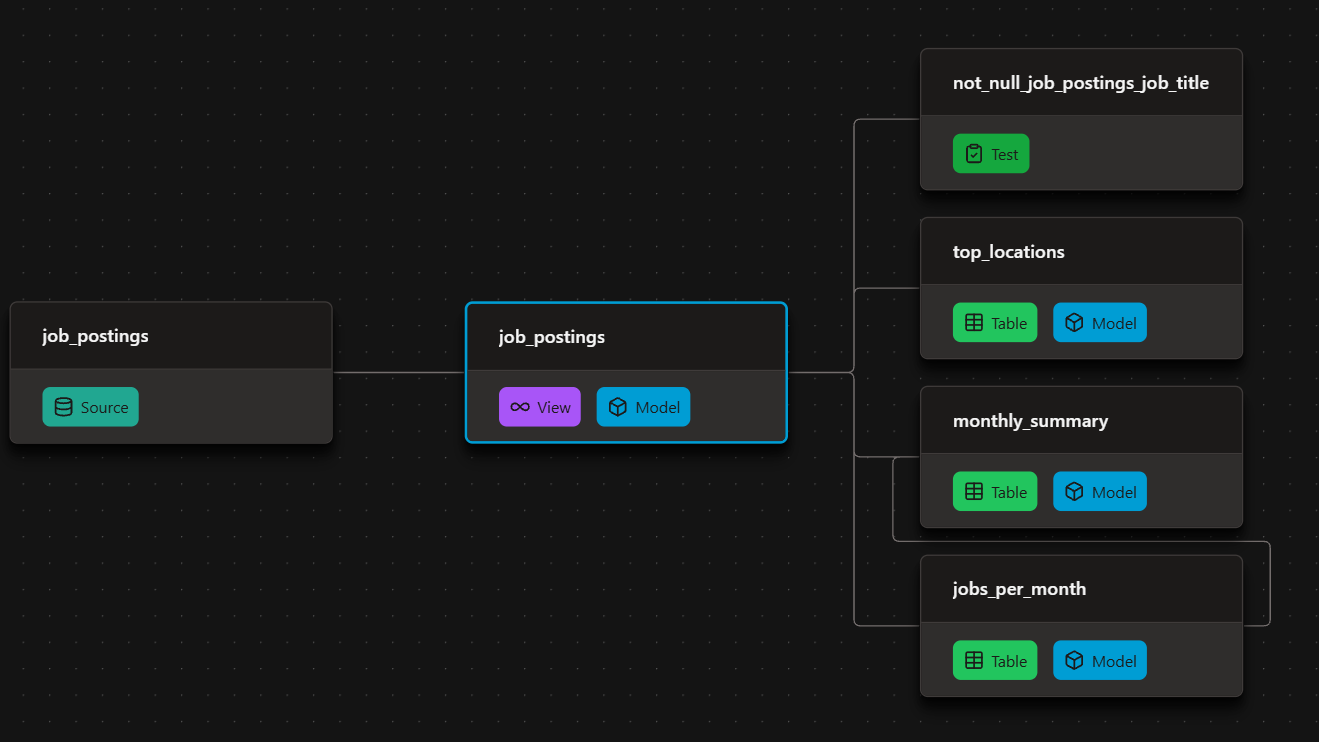 job_postings
Source
job_postings
View Model
not_null_job_postings_job_title
Test
top_locations
Table Model
monthly_summary
Table Model
jobs_per_month
Table Model